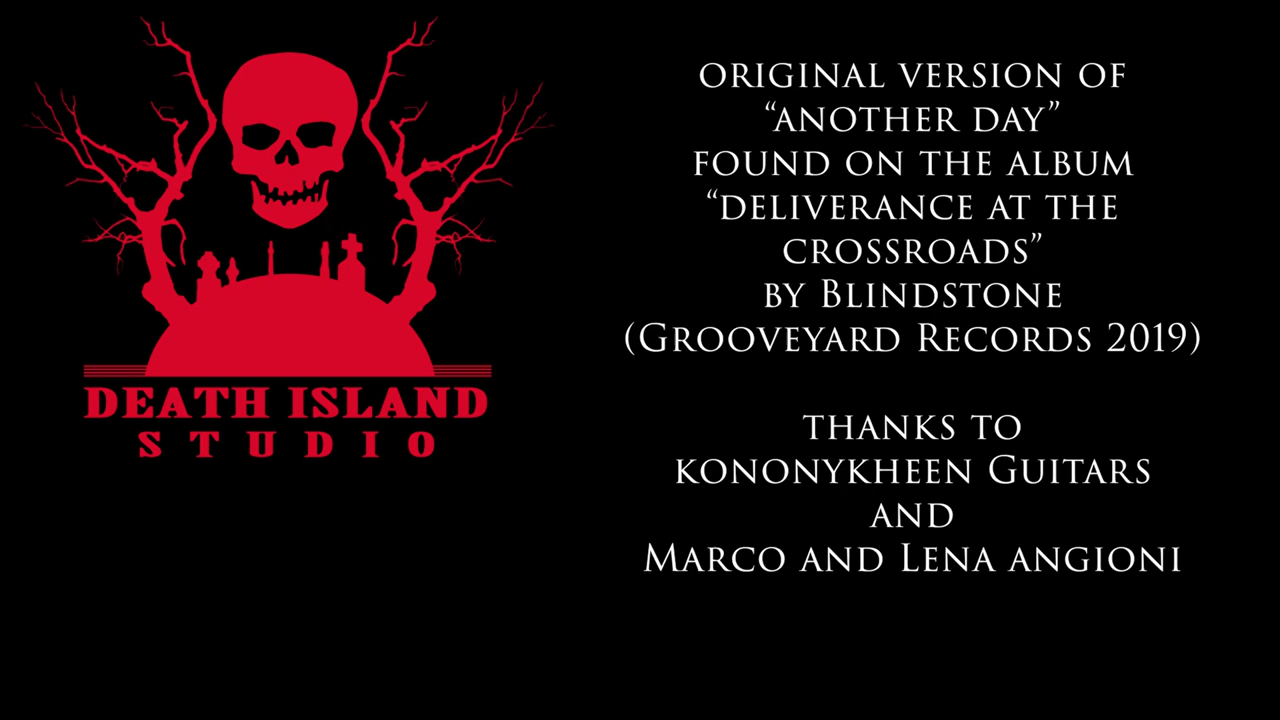 DEATH ISLAND
STUDIO
ORIGINAL VERSION OF
“ANOTHER DAY”
FOUND ON THE ALBUM
“DELIVERANCE AT THE
CROSSROADS”
BY BLINDSTONE
(GROOVEYARD RECORDS 2019)
THANKS TO
KONONYKHEEN GUITARS
AND
MARCO AND LENA ANGIONI